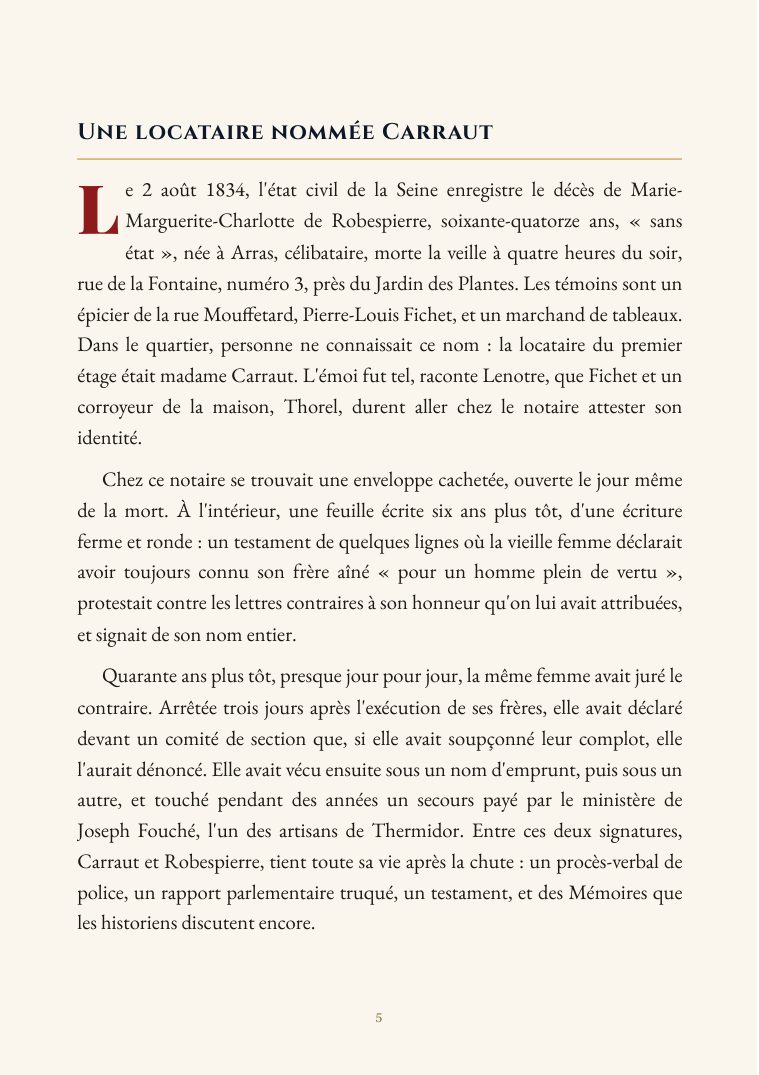 Une locataire nommée Carraut
Le 2 août 1834, l'état civil de la Seine enregistre le décès de Marie-
Marguerite-Charlotte de Robespierre, soixante-quatorze ans, « sans
état », née à Arras, célibataire, morte la veille à quatre heures du soir,
rue de la Fontaine, numéro 3, près du Jardin des Plantes. Les témoins sont un
épicier de la rue Mouffetard, Pierre-Louis Fichet, et un marchand de tableaux.
Dans le quartier, personne ne connaissait ce nom : la locataire du premier
étage était madame Carraut. L'émoi fut tel, raconte Lenotre, que Fichet et un
corroyeur de la maison, Thorel, durent aller chez le notaire attester son
identité.
Chez ce notaire se trouvait une enveloppe cachetée, ouverte le jour même
de la mort. À l'intérieur, une feuille écrite six ans plus tôt, d'une écriture
ferme et ronde : un testament de quelques lignes où la vieille femme déclarait
avoir toujours connu son frère aîné « pour un homme plein de vertu »,
protestait contre les lettres contraires à son honneur qu'on lui avait attribuées,
et signait de son nom entier.
Quarante ans plus tôt, presque jour pour jour, la même femme avait juré le
contraire. Arrêtée trois jours après l'exécution de ses frères, elle avait déclaré
devant un comité de section que, si elle avait soupçonné leur complot, elle
l'aurait dénoncé. Elle avait vécu ensuite sous un nom d'emprunt, puis sous un
autre, et touché pendant des années un secours payé par le ministère de
Joseph Fouché, l'un des artisans de Thermidor. Entre ces deux signatures,
Carraut et Robespierre, tient toute sa vie après la chute : un procès-verbal de
police, un rapport parlementaire truqué, un testament, et des Mémoires que
les historiens discutent encore.
5